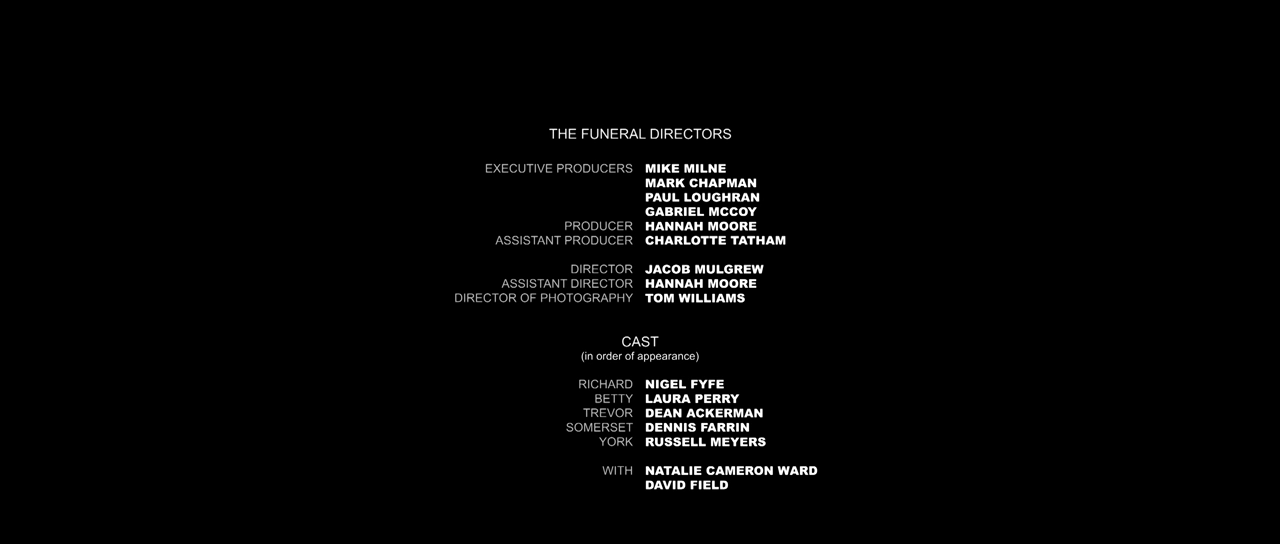 THE FUNERAL DIRECTORS
EXECUTIVE PRODUCERS MIKE MILNE
MARK CHAPMAN
PAUL LOUGHRAN
GABRIEL MCCOY
PRODUCER HANNAH MOORE
ASSISTANT PRODUCER CHARLOTTE TATHAM
DIRECTOR JACOB MULGREW
ASSISTANT DIRECTOR HANNAH MOORE
DIRECTOR OF PHOTOGRAPHY TOM WILLIAMS
CAST
(in order of appearance)
RICHARD NIGEL FYFE
BETTY LAURA PERRY
TREVOR DEAN ACKERMAN
SOMERSET DENNIS FARRIN
YORK RUSSELL MEYERS
WITH NATALIE CAMERON WARD
DAVID FIELD